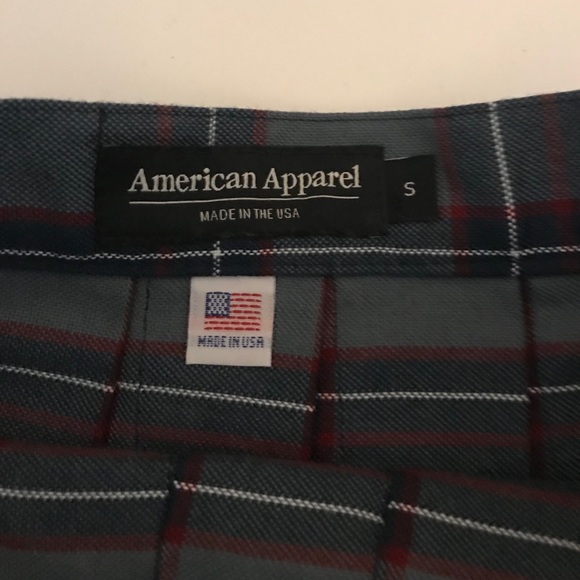 American Apparel
MADE IN THE USA
S
MADE IN USA